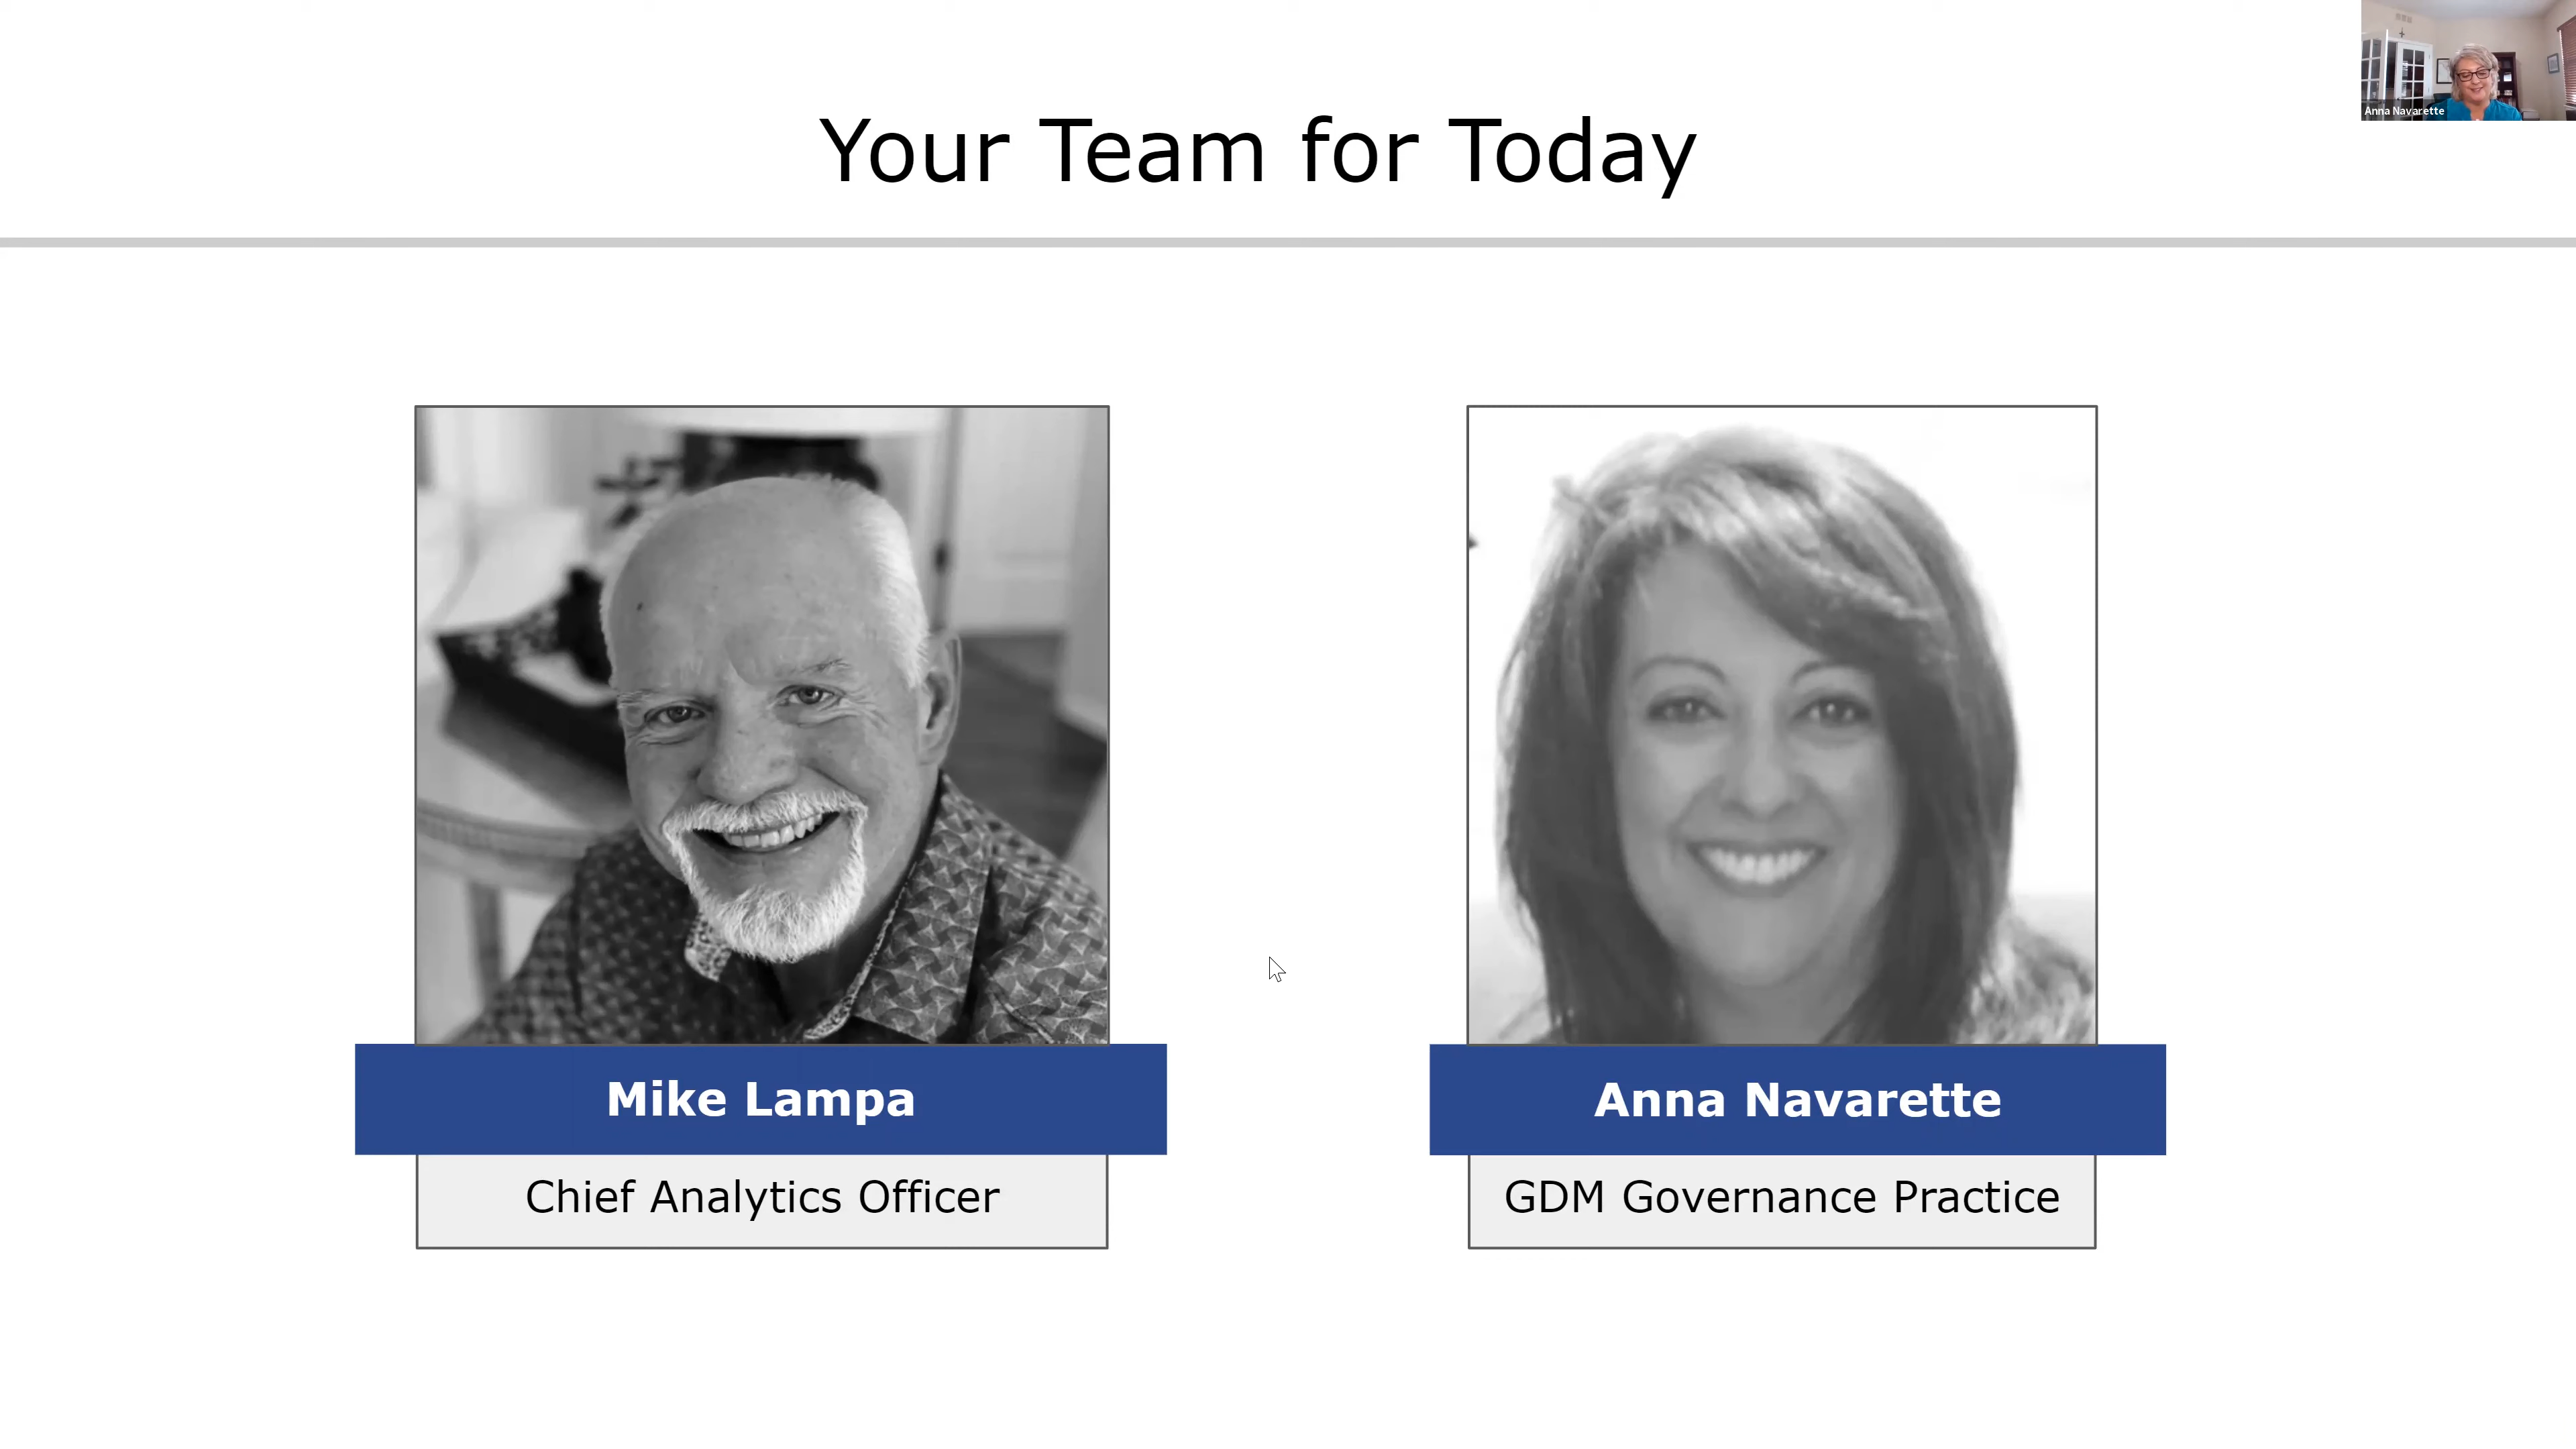 Anna Navarette
Your Team for Today
Mike Lampa
Chief Analytics Officer
Anna Navarette
GDM Governance Practice